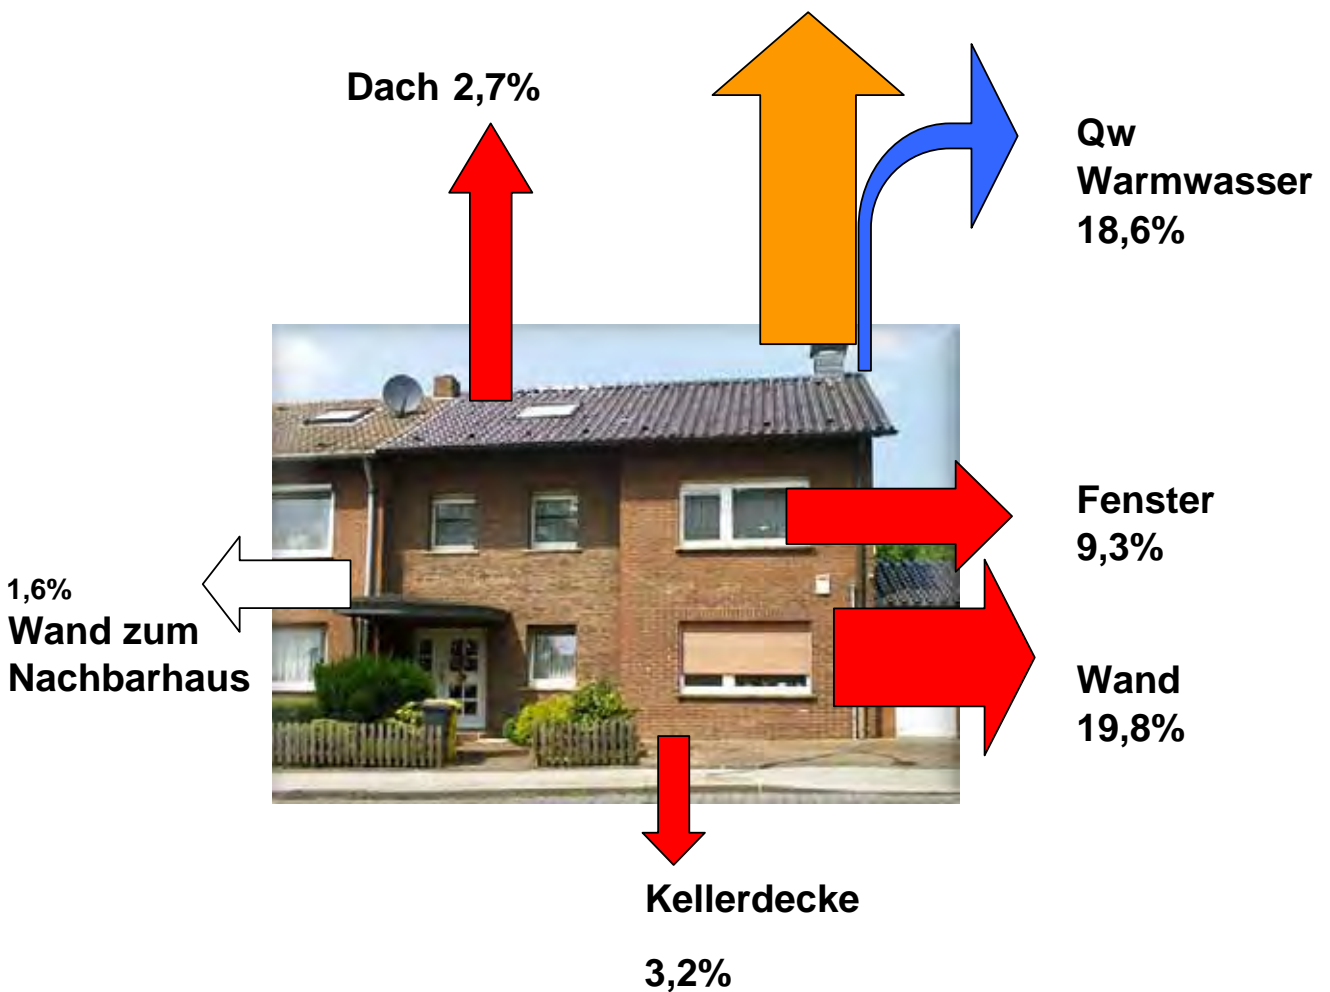 Dach 2,7%
Qw
Warmwasser
18,6%
Fenster
9,3%
1,6%
Wand zum
Nachbarhaus
Wand
19,8%
Kellerdecke
3,2%